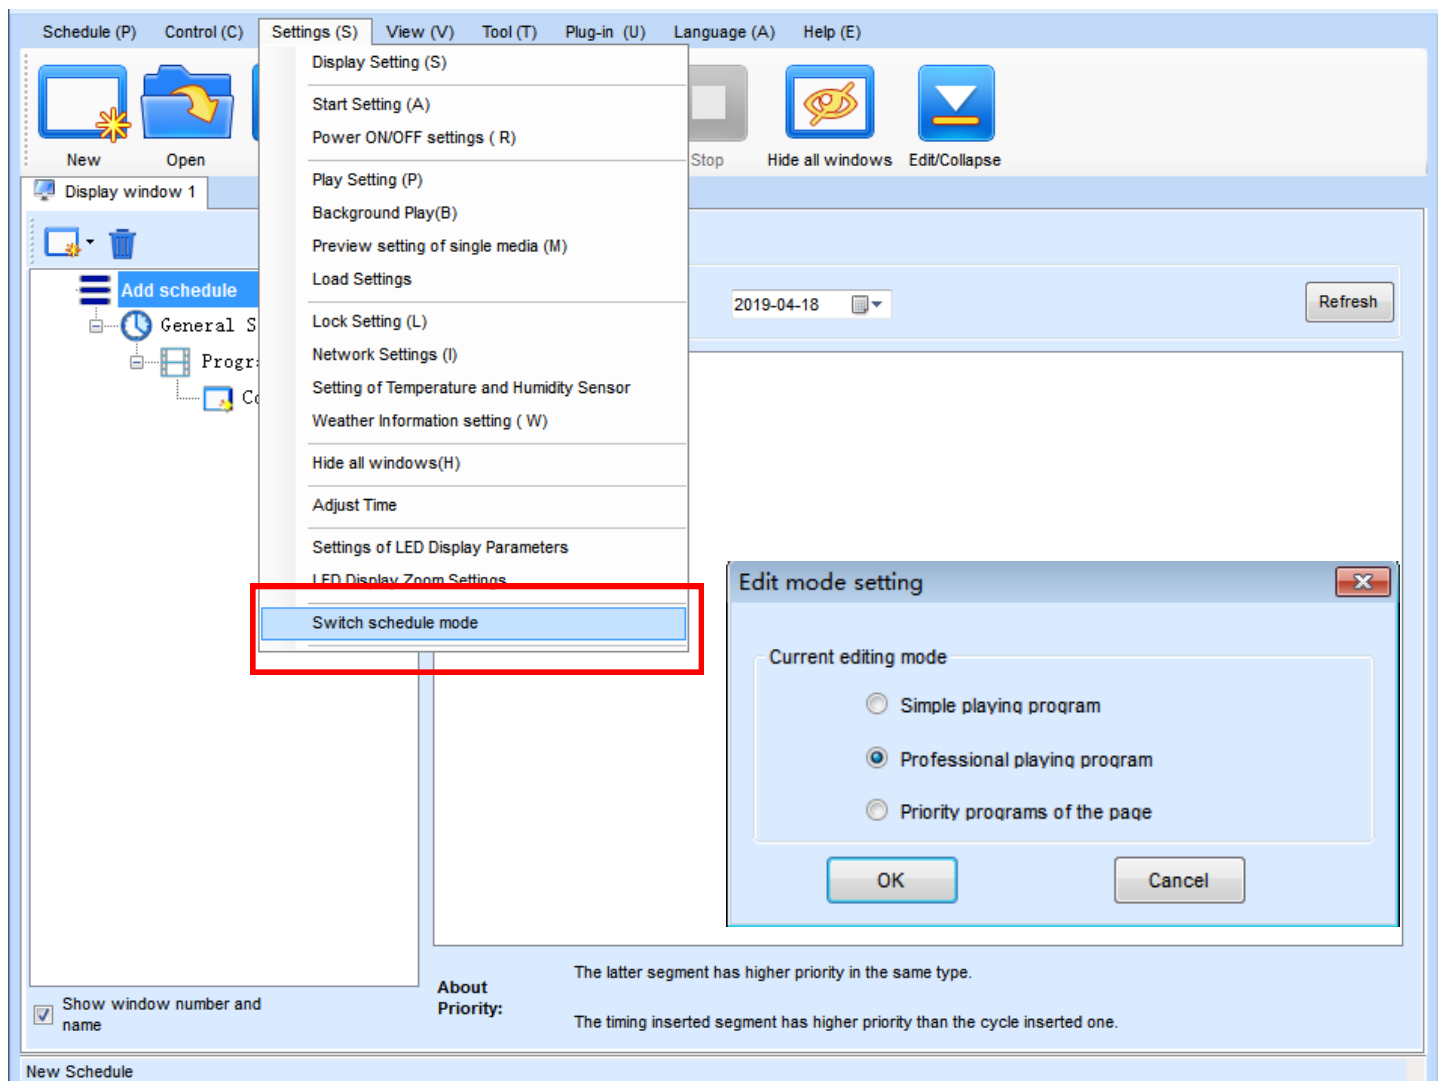 Schedule (P) Control (C) Settings (S) View (V) Tool (T) Plug-in (U) Language (A) Help (E)
New Open Stop Hide all windows Edit/Collapse
Display window 1
Display Setting (S)
Start Setting (A)
Power ON/OFF settings ( R)
Play Setting (P)
Background Play(B)
Preview setting of single media (M)
Load Settings
Lock Setting (L)
Network Settings (I)
Setting of Temperature and Humidity Sensor
Weather Information setting ( W)
Hide all windows(H)
Adjust Time
Settings of LED Display Parameters
LED Display Zoom Settings
Switch schedule mode
Add schedule
General S
Progr
Co
2019-04-18
Refresh
Edit mode setting
Current editing mode
Simple playing program
Professional playing program
Priority programs of the page
OK Cancel
Show window number and
name
About
Priority:
The latter segment has higher priority in the same type.
The timing inserted segment has higher priority than the cycle inserted one.
New Schedule